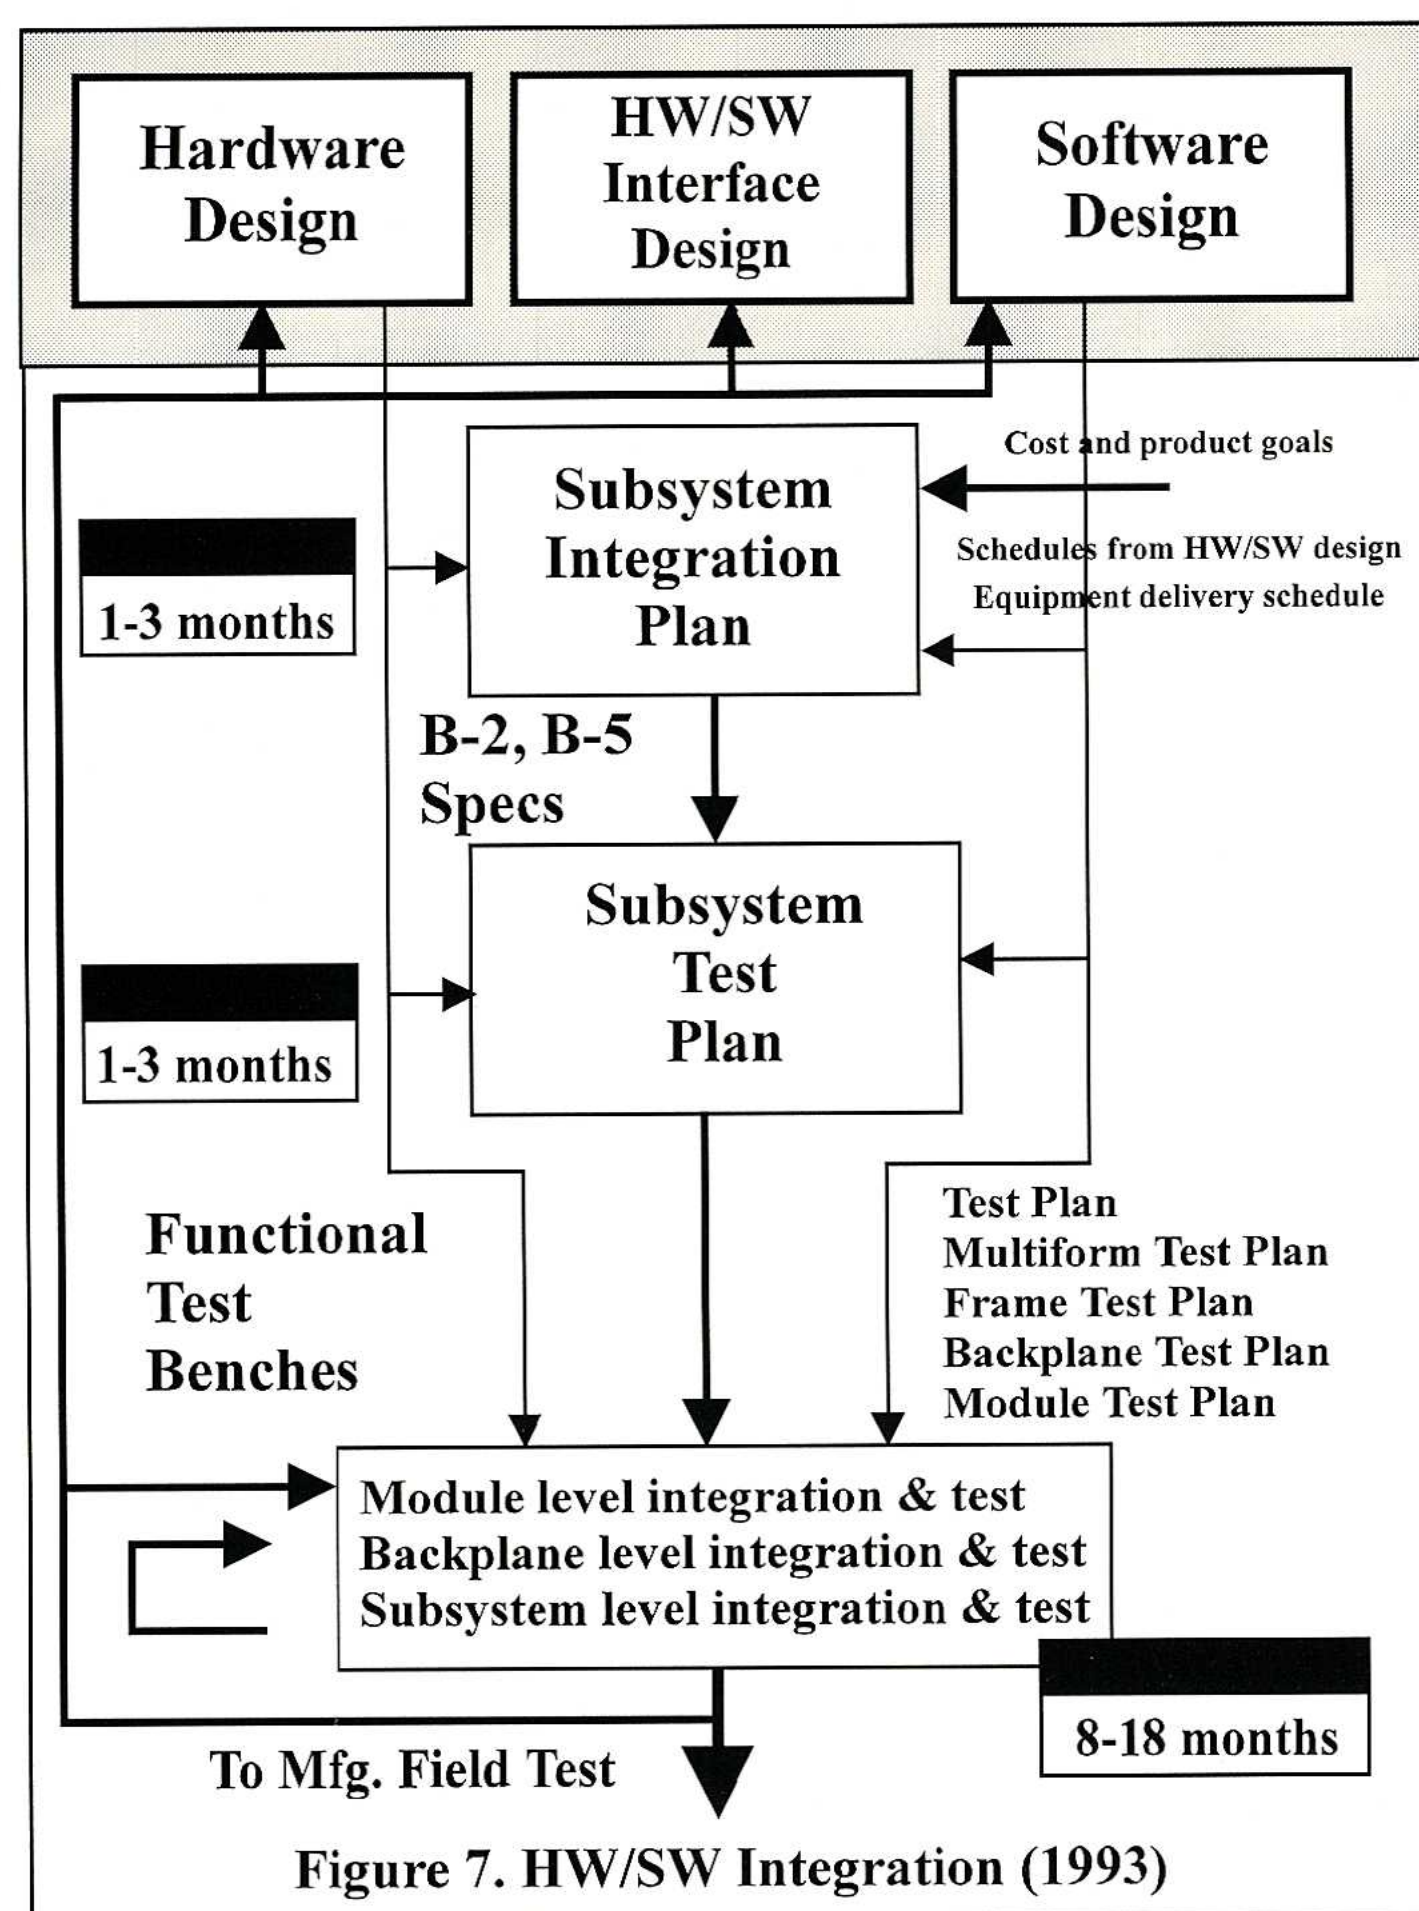 Hardware
Design
HW/SW
Interface
Design
Software
Design
Cost and product goals
Subsystem
Integration
Plan
Schedules from HW/SW design
Equipment delivery schedule
1-3 months
B-2, B-5
Specs
Subsystem
Test
Plan
1-3 months
Functional
Test
Benches
Test Plan
Multiform Test Plan
Frame Test Plan
Backplane Test Plan
Module Test Plan
Module level integration & test
Backplane level integration & test
Subsystem level integration & test
8-18 months
To Mfg. Field Test
Figure 7. HW/SW Integration (1993)